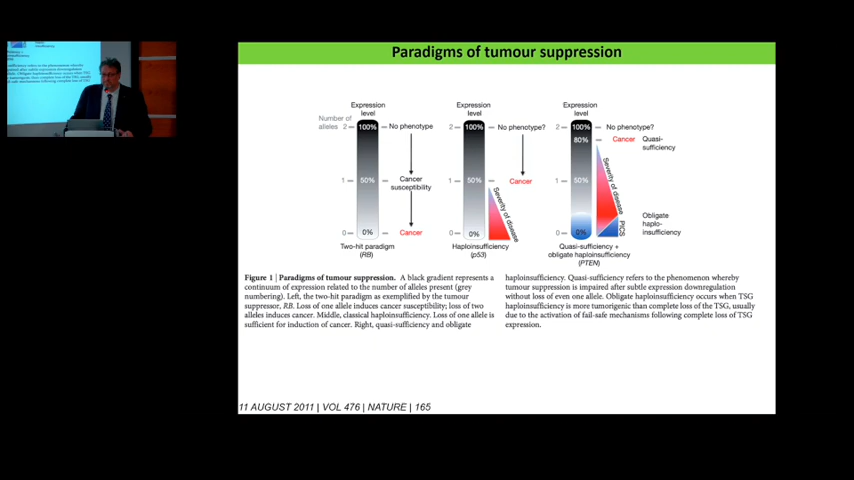 Paradigms of tumour suppression
Expression
level
Number of
alleles
2
100%
No phenotype
1
50%
Cancer
susceptibility
0
0%
Cancer
Two-hit paradigm
(RB)
Expression
level
2
100%
No phenotype?
1
50%
Cancer
0
0%
Severity of disease
Haploinsufficiency
(p53)
Expression
level
2
100%
No phenotype?
80%
Cancer
Quasi-
sufficiency
1
50%
Severity of disease
0
0%
PICS
Obligate
haplo-
insufficiency
Quasi-sufficiency +
obligate haploinsufficiency
(PTEN)
Figure 1 | Paradigms of tumour suppression. A black gradient represents a
continuum of expression related to the number of alleles present (grey
numbering). Left, the two-hit paradigm as exemplified by the tumour
suppressor, RB. Loss of one allele induces cancer susceptibility; loss of two
alleles induces cancer. Middle, classical haploinsufficiency. Loss of one allele is
sufficient for induction of cancer. Right, quasi-sufficiency and obligate
haploinsufficiency. Quasi-sufficiency refers to the phenomenon whereby
tumour suppression is impaired after subtle expression downregulation
without loss of even one allele. Obligate haploinsufficiency occurs when TSG
haploinsufficiency is more tumorigenic than complete loss of the TSG, usually
due to the activation of fail-safe mechanisms following complete loss of TSG
expression.
11 AUGUST 2011 | VOL 476 | NATURE | 165